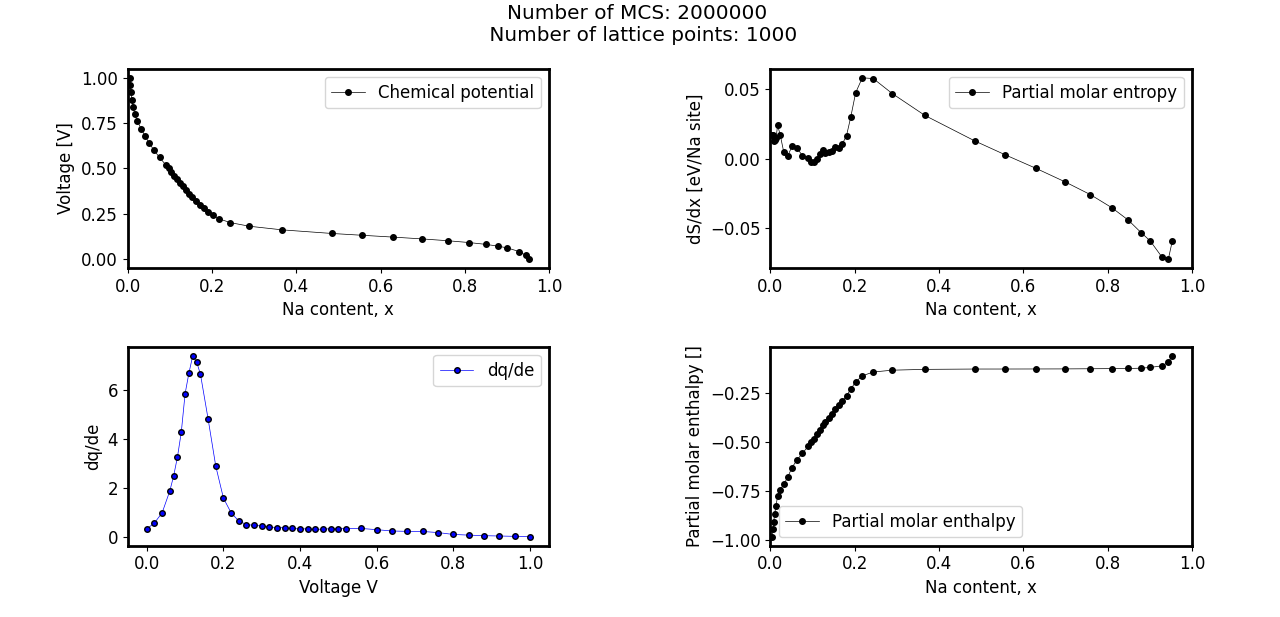 Number of MCS: 2000000
Number of lattice points: 1000
1.00
0.75
0.50
0.25
0.00
Voltage [V]
Chemical potential
0.0 0.2 0.4 0.6 0.8 1.0
Na content, x
0.05
0.00
−0.05
dS/dx [eV/Na site]
Partial molar entropy
0.0 0.2 0.4 0.6 0.8 1.0
Na content, x
6
4
2
0
dq/de
dq/de
0.0 0.2 0.4 0.6 0.8 1.0
Voltage V
−0.25
−0.50
−0.75
−1.00
Partial molar enthalpy []
Partial molar enthalpy
0.0 0.2 0.4 0.6 0.8 1.0
Na content, x